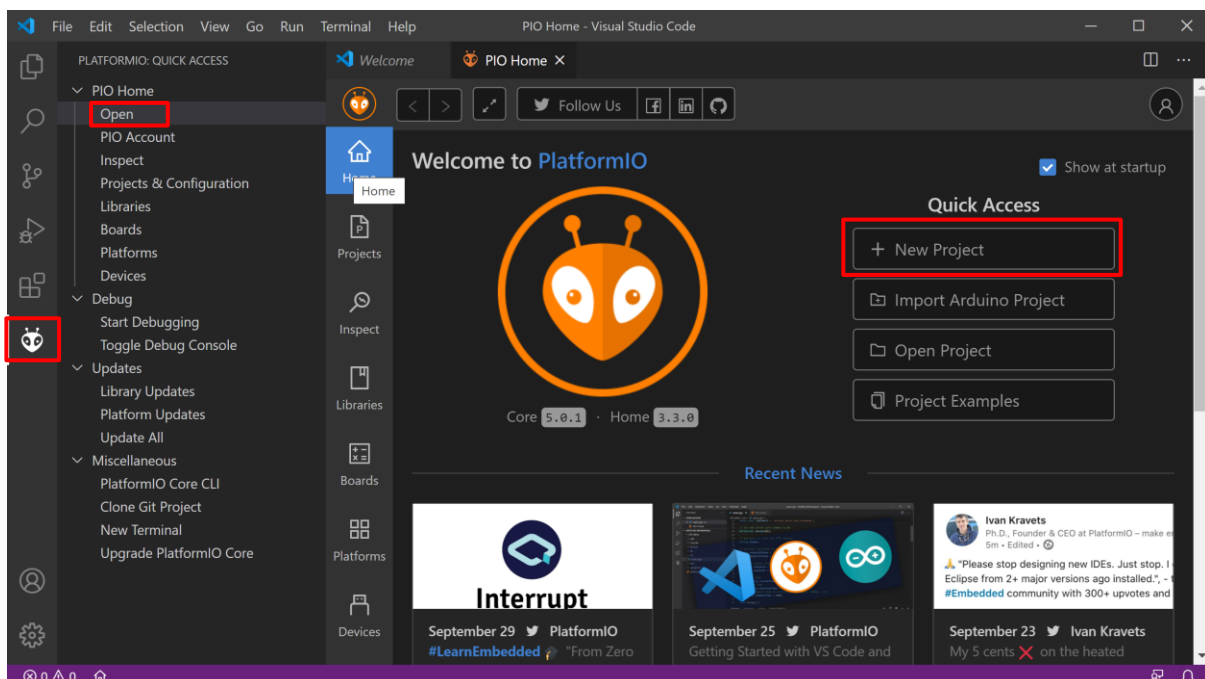 File Edit Selection View Go Run Terminal Help PIO Home - Visual Studio Code
PLATFORMIO: QUICK ACCESS
PIO Home
Open
PIO Account
Inspect
Projects & Configuration
Libraries
Boards
Platforms
Devices
Debug
Start Debugging
Toggle Debug Console
Updates
Library Updates
Platform Updates
Update All
Miscellaneous
PlatformIO Core CLI
Clone Git Project
New Terminal
Upgrade PlatformIO Core
Welcome PIO Home
Follow Us
Home
Home
Projects
Inspect
Libraries
Boards
Platforms
Devices
Welcome to PlatformIO
Show at startup
Quick Access
New Project
Import Arduino Project
Open Project
Project Examples
Core 5.0.1 · Home 3.3.0
Recent News
Interrupt
September 29 PlatformIO
#LearnEmbedded "From Zero
September 25 PlatformIO
Getting Started with VS Code and
Ivan Kravets
Ph.D., Founder & CEO at PlatformIO – make
5m • Edited •
"Please stop designing new IDEs. Just stop. I
Eclipse from 2+ major versions ago installed.", -
#Embedded community with 300+ upvotes and
September 23 Ivan Kravets
My 5 cents on the heated
0 0